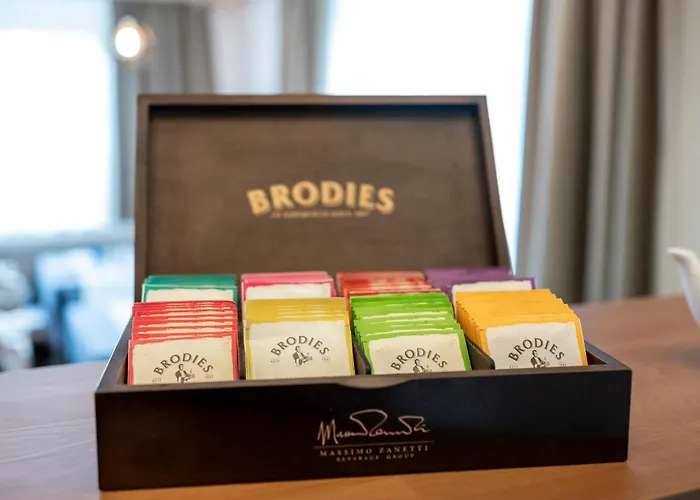 BRODIES
BRODIES
BRODIES
BRODIES
BRODIES
MASSIMO ZANETTI
BEVERAGE GROUP